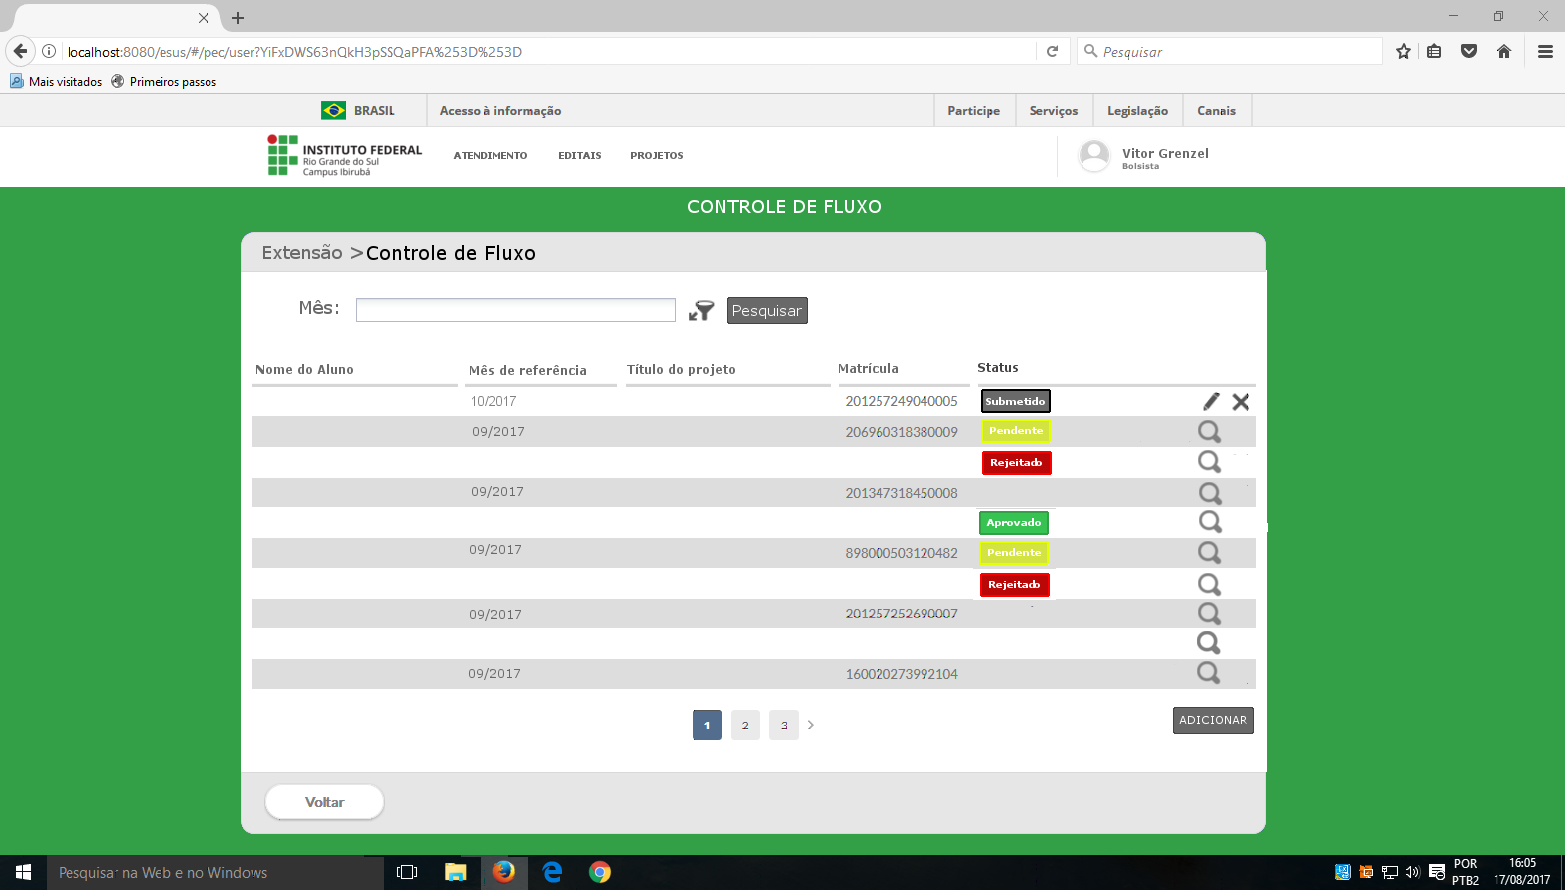 localhost:8080/esus/#/pec/user?YiFxDWS63nQkH3pSSQaPFA%253D%253D
Pesquisar
Mais visitados Primeiros passos
BRASIL Acesso à informação Participe Serviços Legislação Canais
INSTITUTO FEDERAL
Rio Grande do Sul
Campus Ibirubá
ATENDIMENTO EDITAIS PROJETOS
Vitor Grenzel
Bolsista
CONTROLE DE FLUXO
Extensão >Controle de Fluxo
Mês: Pesquisar
Nome do Aluno Mês de referência Título do projeto Matrícula Status
10/2017 201257249040005 Submetido
09/2017 206960318380009 Pendente
Rejeitado
09/2017 201347318450008
Aprovado
09/2017 898000503120482 Pendente
Rejeitado
09/2017 201257252690007
09/2017 160020273992104
1 2 3 >
ADICIONAR
Voltar
Pesquisar na Web e no Windows
POR
PTB2
16:05
17/08/2017